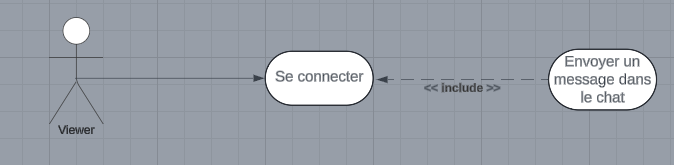 Viewer
Se connecter
<< include >>
Envoyer un
message dans
le chat